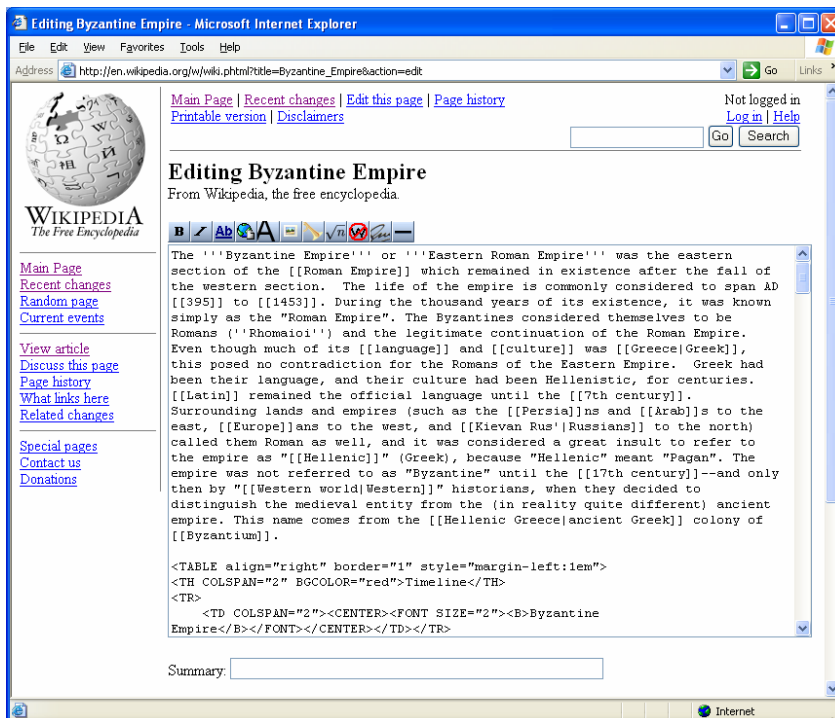 Editing Byzantine Empire - Microsoft Internet Explorer
File Edit View Favorites Tools Help
Address http://en.wikipedia.org/w/wiki.phtml?title=Byzantine_Empire&action=edit Go Links
WIKIPEDIA
The Free Encyclopedia
Main Page
Recent changes
Random page
Current events
View article
Discuss this page
Page history
What links here
Related changes
Special pages
Contact us
Donations
Main Page | Recent changes | Edit this page | Page history
Printable version | Disclaimers
Not logged in
Log in | Help
Go Search
Editing Byzantine Empire
From Wikipedia, the free encyclopedia.
B I Ab A √n W
The '''Byzantine Empire''' or '''Eastern Roman Empire''' was the eastern
section of the [[Roman Empire]] which remained in existence after the fall of
the western section.  The life of the empire is commonly considered to span AD
[[395]] to [[1453]]. During the thousand years of its existence, it was known
simply as the "Roman Empire". The Byzantines considered themselves to be
Romans (''Rhomaioi'') and the legitimate continuation of the Roman Empire.
Even though much of its [[language]] and [[culture]] was [[Greece|Greek]],
this posed no contradiction for the Romans of the Eastern Empire.  Greek had
been their language, and their culture had been Hellenistic, for centuries.
[[Latin]] remained the official language until the [[7th century]].
Surrounding lands and empires (such as the [[Persia]]ns and [[Arab]]s to the
east, [[Europe]]ans to the west, and [[Kievan Rus'|Russians]] to the north)
called them Roman as well, and it was considered a great insult to refer to
the empire as "[[Hellenic]]" (Greek), because "Hellenic" meant "Pagan". The
empire was not referred to as "Byzantine" until the [[17th century]]--and only
then by "[[Western world|Western]]" historians, when they decided to
distinguish the medieval entity from the (in reality quite different) ancient
empire. This name comes from the [[Hellenic Greece|ancient Greek]] colony of
[[Byzantium]].
<TABLE align="right" border="1" style="margin-left:1em">
<TH COLSPAN="2" BGCOLOR="red">Timeline</TH>
<TR>
<TD COLSPAN="2"><CENTER><FONT SIZE="2"><B>Byzantine
Empire</B></FONT></CENTER></TD></TR>
Summary:
Internet